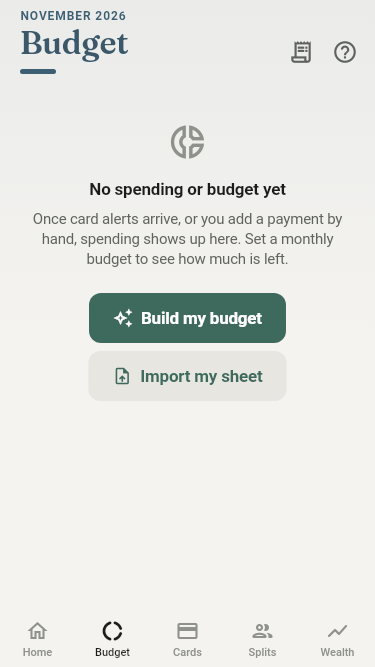 NOVEMBER 2026
Budget
No spending or budget yet
Once card alerts arrive, or you add a payment by
hand, spending shows up here. Set a monthly
budget to see how much is left.
Build my budget
Import my sheet
Home
Budget
Cards
Splits
Wealth